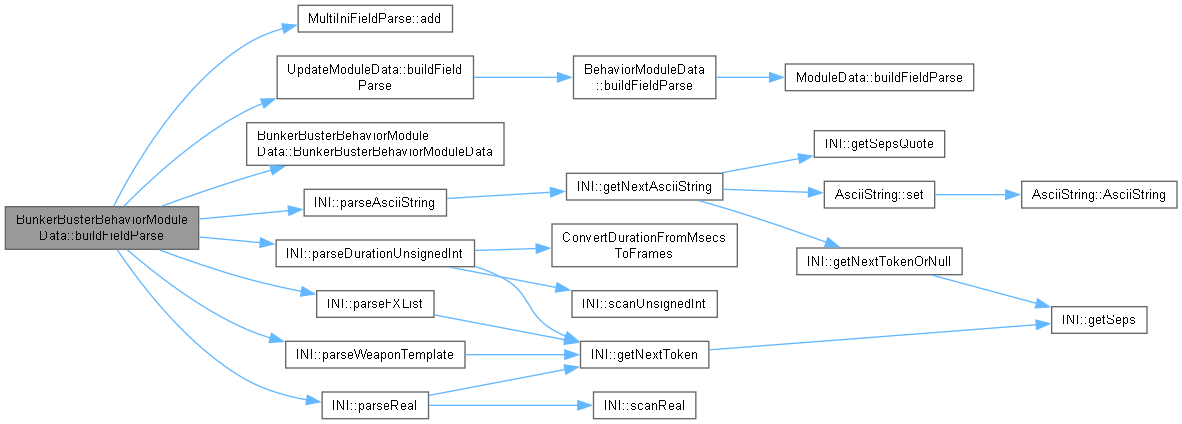 MultiIniFieldParse::add
UpdateModuleData::buildField
Parse
BehaviorModuleData
::buildFieldParse
ModuleData::buildFieldParse
BunkerBusterBehaviorModule
Data::BunkerBusterBehaviorModuleData
INI::getSepsQuote
INI::parseAsciiString
INI::getNextAsciiString
AsciiString::set
AsciiString::AsciiString
BunkerBusterBehaviorModule
Data::buildFieldParse
INI::parseDurationUnsignedInt
ConvertDurationFromMsecs
ToFrames
INI::getNextTokenOrNull
INI::parseFXList
INI::scanUnsignedInt
INI::getSeps
INI::parseWeaponTemplate
INI::getNextToken
INI::parseReal
INI::scanReal